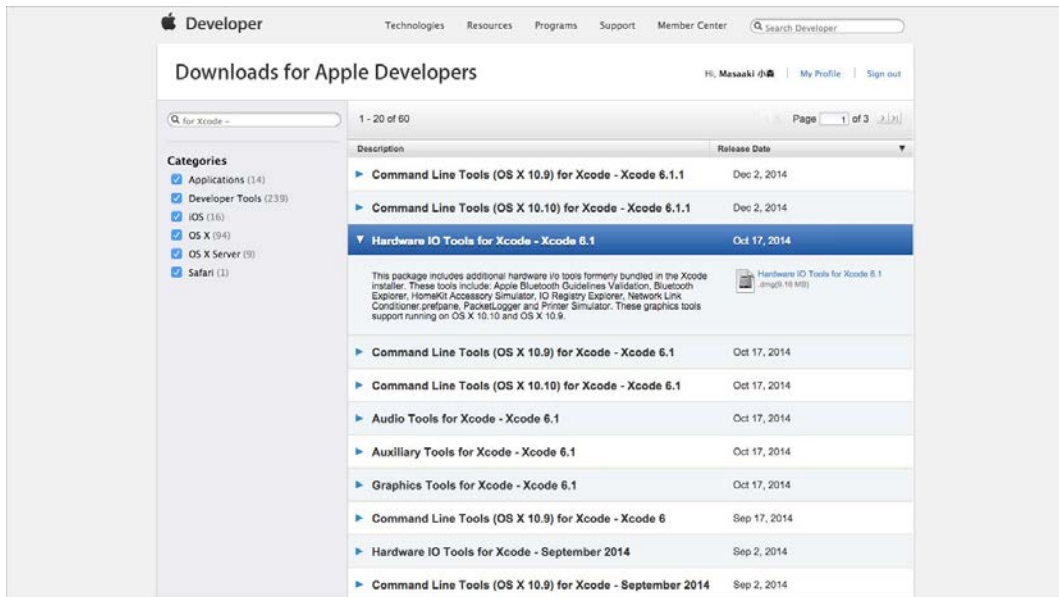 Developer
Technologies Resources Programs Support Member Center Search Developer
Downloads for Apple Developers
Hi, Masaaki 小森 My Profile Sign out
for Xcode -
1 - 20 of 60
Page 1 of 3
Description Release Date
Categories
Applications (14)
Developer Tools (239)
iOS (16)
OS X (94)
OS X Server (9)
Safari (1)
Command Line Tools (OS X 10.9) for Xcode - Xcode 6.1.1 Dec 2, 2014
Command Line Tools (OS X 10.10) for Xcode - Xcode 6.1.1 Dec 2, 2014
Hardware IO Tools for Xcode - Xcode 6.1 Oct 17, 2014
This package includes additional hardware i/o tools formerly bundled in the Xcode
installer. These tools include: Apple Bluetooth Guidelines Validation, Bluetooth
Explorer, HomeKit Accessory Simulator, IO Registry Explorer, Network Link
Conditioner.prefpane, PacketLogger and Printer Simulator. These graphics tools
support running on OS X 10.10 and OS X 10.9.
Hardware IO Tools for Xcode 6.1
.dmg(9.16 MB)
Command Line Tools (OS X 10.9) for Xcode - Xcode 6.1 Oct 17, 2014
Command Line Tools (OS X 10.10) for Xcode - Xcode 6.1 Oct 17, 2014
Audio Tools for Xcode - Xcode 6.1 Oct 17, 2014
Auxiliary Tools for Xcode - Xcode 6.1 Oct 17, 2014
Graphics Tools for Xcode - Xcode 6.1 Oct 17, 2014
Command Line Tools (OS X 10.9) for Xcode - Xcode 6 Sep 17, 2014
Hardware IO Tools for Xcode - September 2014 Sep 2, 2014
Command Line Tools (OS X 10.9) for Xcode - September 2014 Sep 2, 2014